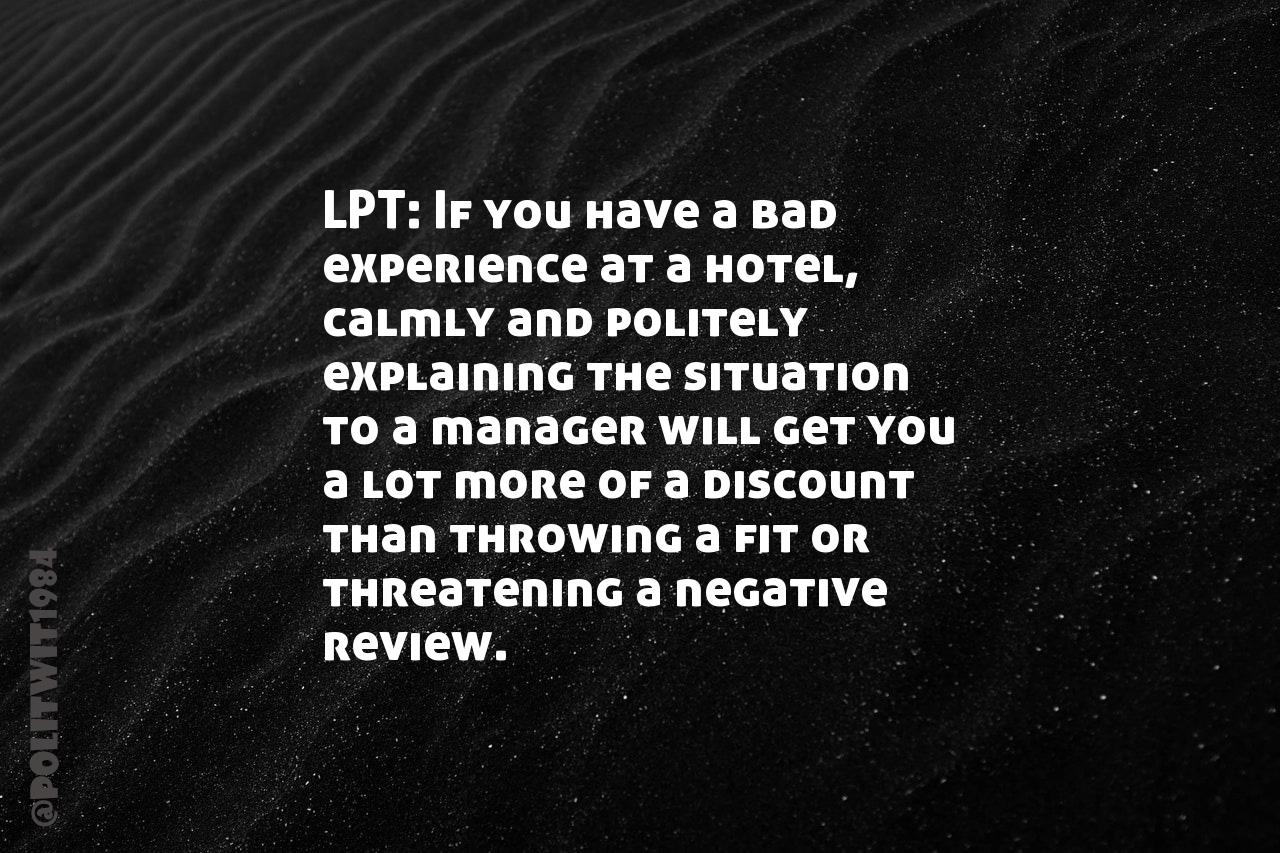 LPT: If you have a bad
experience at a hotel,
calmly and politely
explaining the situation
to a manager will get you
a lot more of a discount
than throwing a fit or
threatening a negative
review.
@politwit1984